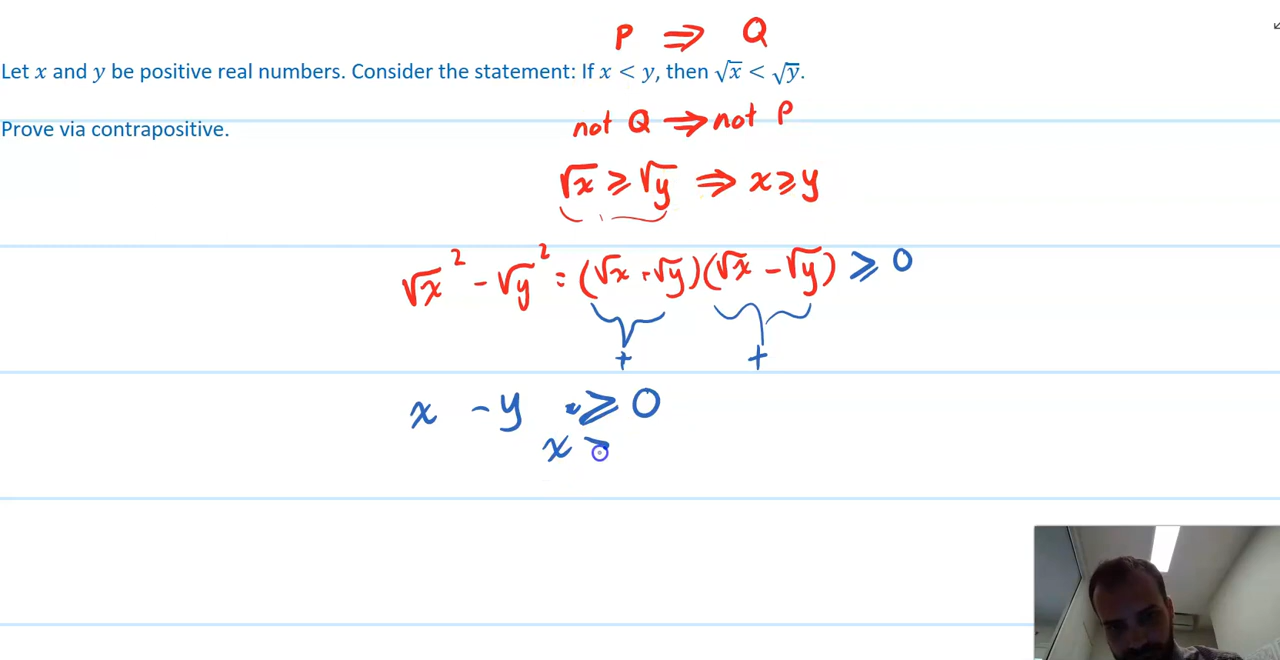 P ⇒ Q
Let x and y be positive real numbers. Consider the statement: If x < y, then √x < √y.
not Q ⇒ not P
Prove via contrapositive.
√x ⩾ √y ⇒ x ⩾ y
√x² - √y² = (√x + √y)(√x - √y) ⩾ 0
+ +
x - y ⩾ 0
x ⩾